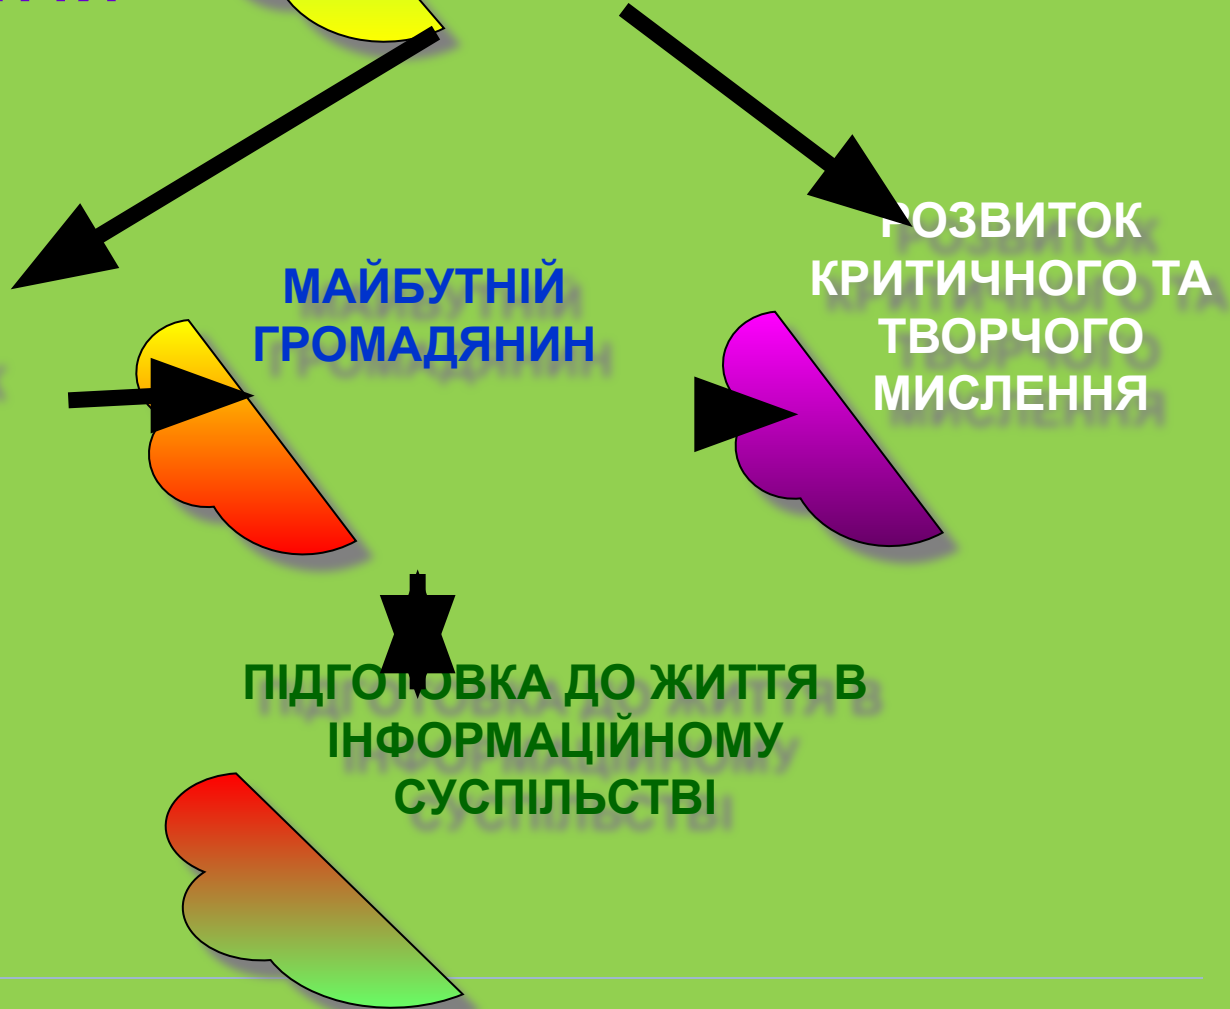 МАЙБУТНІЙ
ГРОМАДЯНИН
РОЗВИТОК
КРИТИЧНОГО ТА
ТВОРЧОГО
МИСЛЕННЯ
ПІДГОТОВКА ДО ЖИТТЯ В
ІНФОРМАЦІЙНОМУ
СУСПІЛЬСТВІ